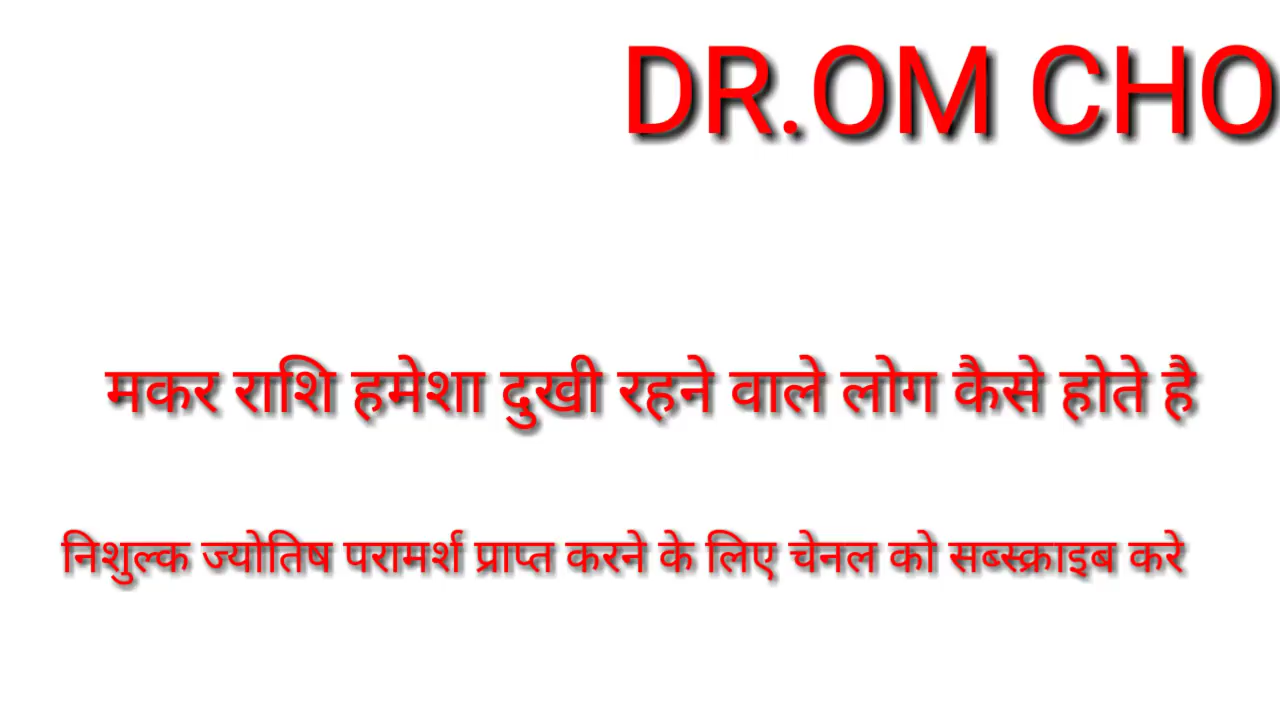 DR.OM CHO
मकर राशि हमेशा दुखी रहने वाले लोग कैसे होते है
निशुल्क ज्योतिष परामर्श प्राप्त करने के लिए चेनल को सब्स्क्राइब करे